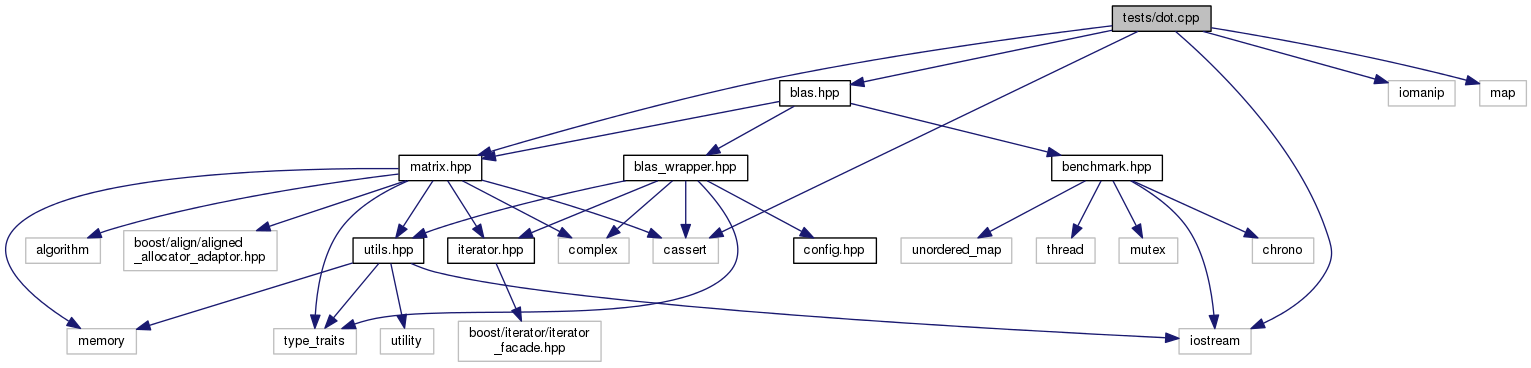 tests/dot.cpp
blas.hpp
iomanip
map
matrix.hpp
blas_wrapper.hpp
benchmark.hpp
algorithm
boost/align/aligned
_allocator_adaptor.hpp
utils.hpp
iterator.hpp
complex
cassert
config.hpp
unordered_map
thread
mutex
chrono
memory
type_traits
utility
boost/iterator/iterator
_facade.hpp
iostream